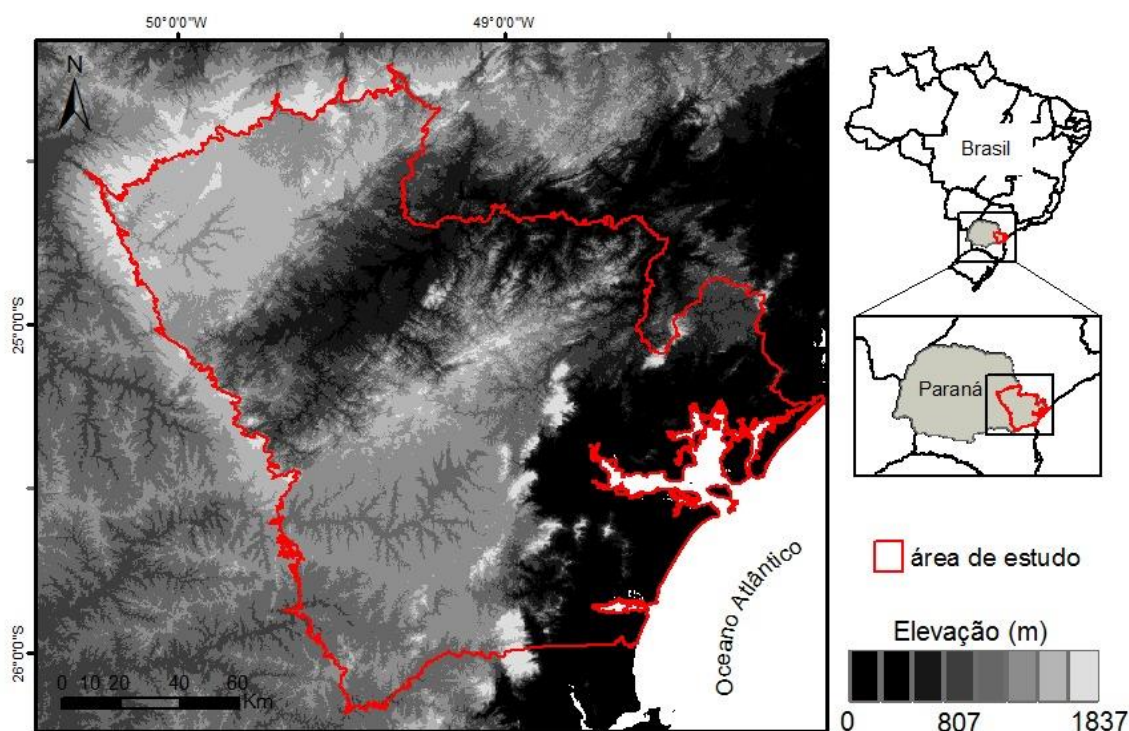 50°0'0"W
49°0'0"W
N
25°0'0"S
26°0'0"S
0 10 20 40 60
Km
Oceano Atlântico
Brasil
Paraná
área de estudo
Elevação (m)
0 807 1837